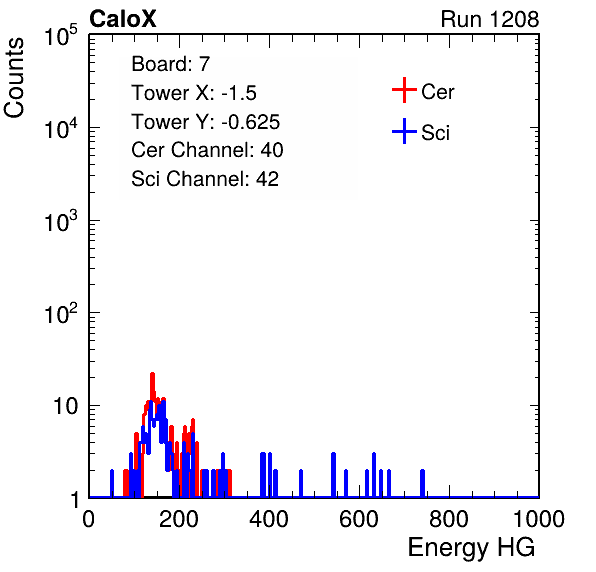 CaloX Run 1208
Counts
Board: 7
Tower X: -1.5
Tower Y: -0.625
Cer Channel: 40
Sci Channel: 42
Cer
Sci
10^5
10^4
10^3
10^2
10
1
0 200 400 600 800 1000
Energy HG